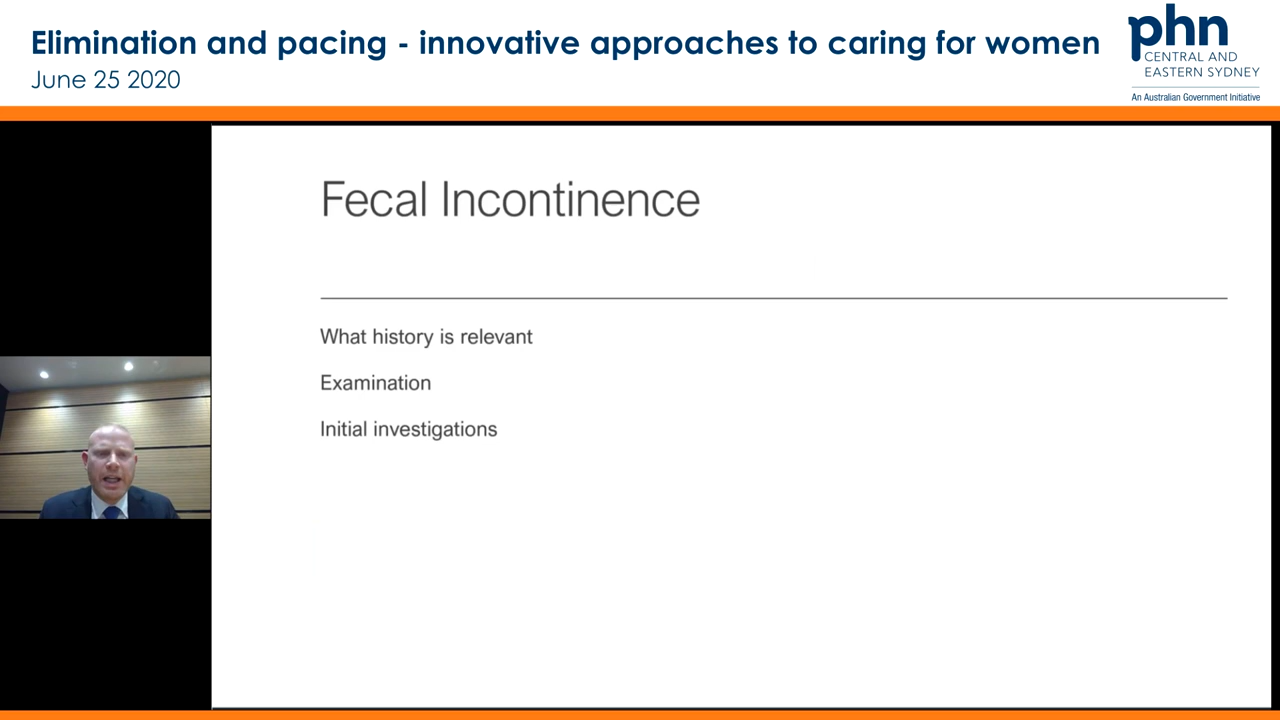 Elimination and pacing - innovative approaches to caring for women
June 25 2020
phn
CENTRAL AND
EASTERN SYDNEY
An Australian Government Initiative
Fecal Incontinence
What history is relevant
Examination
Initial investigations